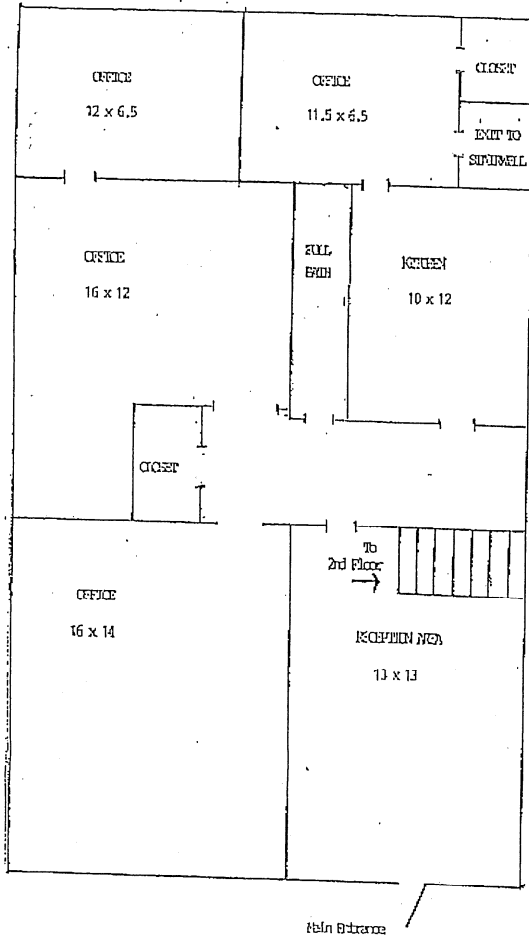 OFFICE
12 x 6.5
OFFICE
11.5 x 6.5
CLOSET
EXIT TO
STAIRWELL
OFFICE
16 x 12
FULL
BATH
KITCHEN
10 x 12
CLOSET
To
2nd Floor
OFFICE
16 x 14
RECEPTION AREA
13 x 13
Main Entrance